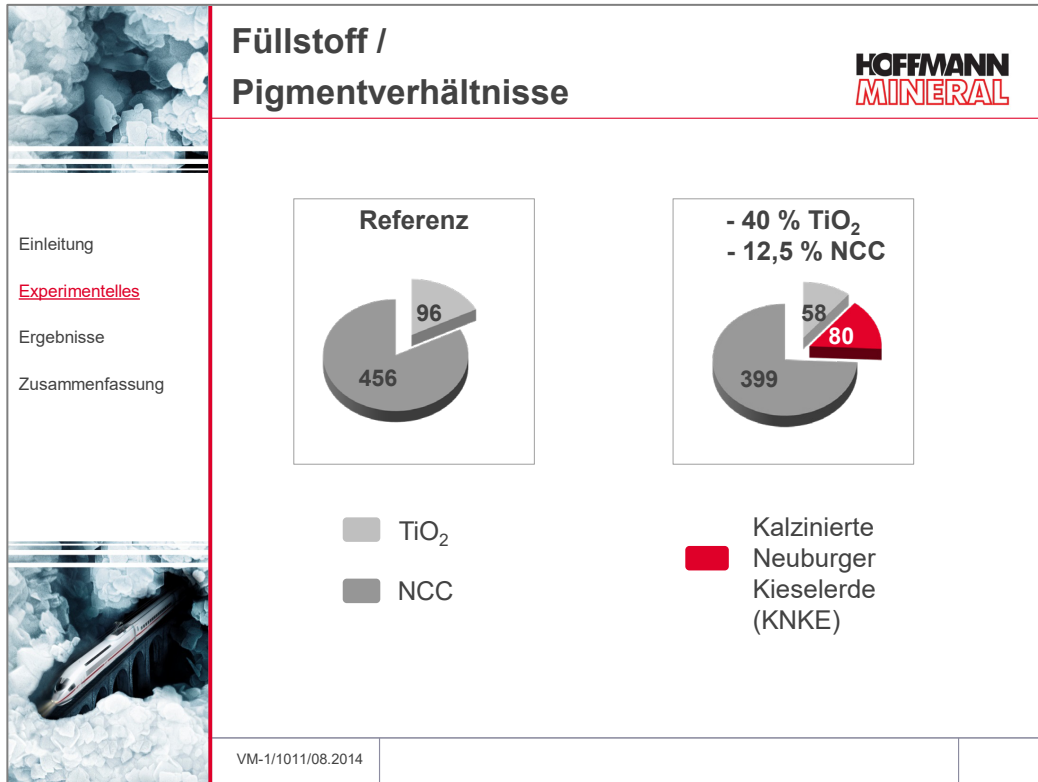 Füllstoff /
Pigmentverhältnisse
HOFFMANN
MINERAL
Einleitung
Experimentelles
Ergebnisse
Zusammenfassung
Referenz
96
456
- 40 % TiO₂
- 12,5 % NCC
58
80
399
TiO₂
NCC
Kalzinierte
Neuburger
Kieselerde
(KNKE)
VM-1/1011/08.2014